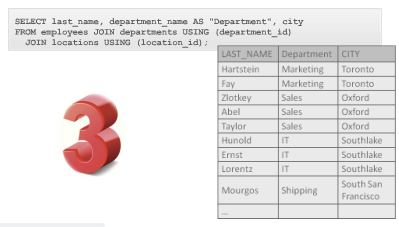 SELECT last_name, department_name AS "Department", city
FROM employees JOIN departments USING (department_id)
JOIN locations USING (location_id);
LAST_NAME Department CITY
Hartstein Marketing Toronto
Fay Marketing Toronto
Zlotkey Sales Oxford
Abel Sales Oxford
Taylor Sales Oxford
Hunold IT Southlake
Ernst IT Southlake
Lorentz IT Southlake
Mourgos Shipping South San
Francisco
...
3